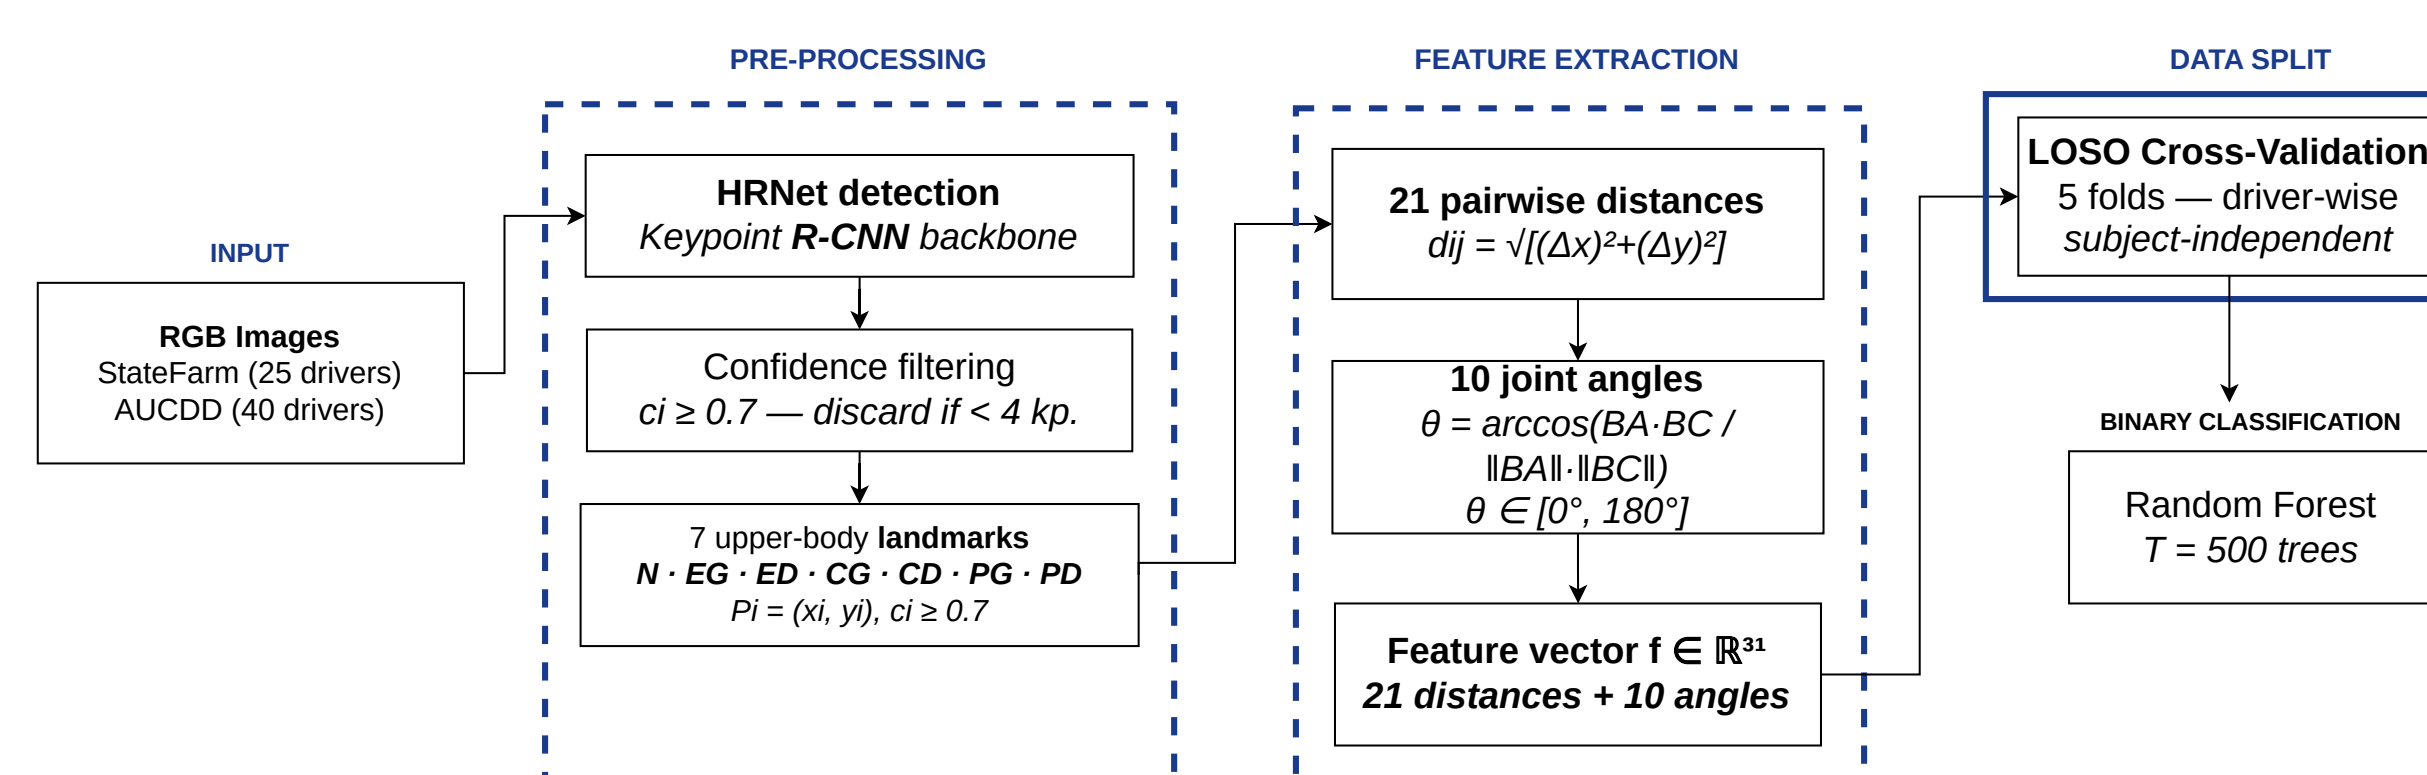 INPUT
RGB Images
StateFarm (25 drivers)
AUCDD (40 drivers)
PRE-PROCESSING
HRNet detection
Keypoint R-CNN backbone
Confidence filtering
ci ≥ 0.7 — discard if < 4 kp.
7 upper-body landmarks
N · EG · ED · CG · CD · PG · PD
Pi = (xi, yi), ci ≥ 0.7
FEATURE EXTRACTION
21 pairwise distances
dij = √[(Δx)²+(Δy)²]
10 joint angles
θ = arccos(BA·BC /
‖BA‖·‖BC‖)
θ ∈ [0°, 180°]
Feature vector f ∈ ℝ³¹
21 distances + 10 angles
DATA SPLIT
LOSO Cross-Validation
5 folds — driver-wise
subject-independent
BINARY CLASSIFICATION
Random Forest
T = 500 trees